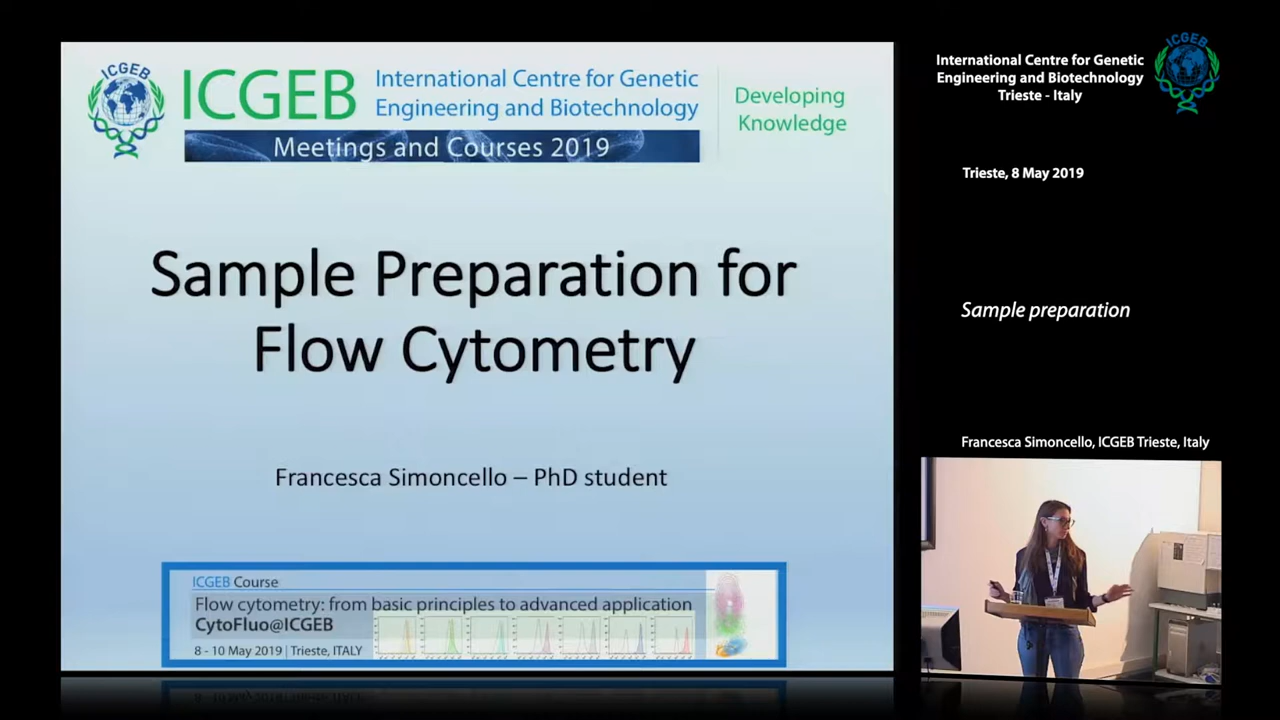 ICGEB
ICGEB
International Centre for Genetic
Engineering and Biotechnology
Developing
Knowledge
Meetings and Courses 2019
Sample Preparation for
Flow Cytometry
Francesca Simoncello – PhD student
ICGEB Course
Flow cytometry: from basic principles to advanced application
CytoFluo@ICGEB
8 - 10 May 2019 | Trieste, ITALY
International Centre for Genetic
Engineering and Biotechnology
Trieste - Italy
ICGEB
Trieste, 8 May 2019
Sample preparation
Francesca Simoncello, ICGEB Trieste, Italy